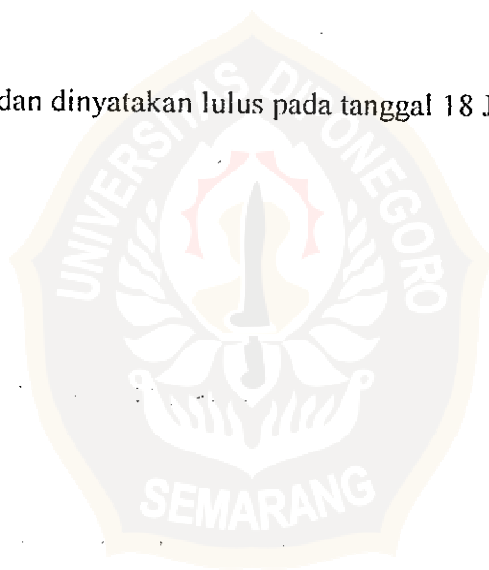 dan dinyatakan lulus pada tanggal 18 J
UNIVERSITAS DIPONEGORO
SEMARANG